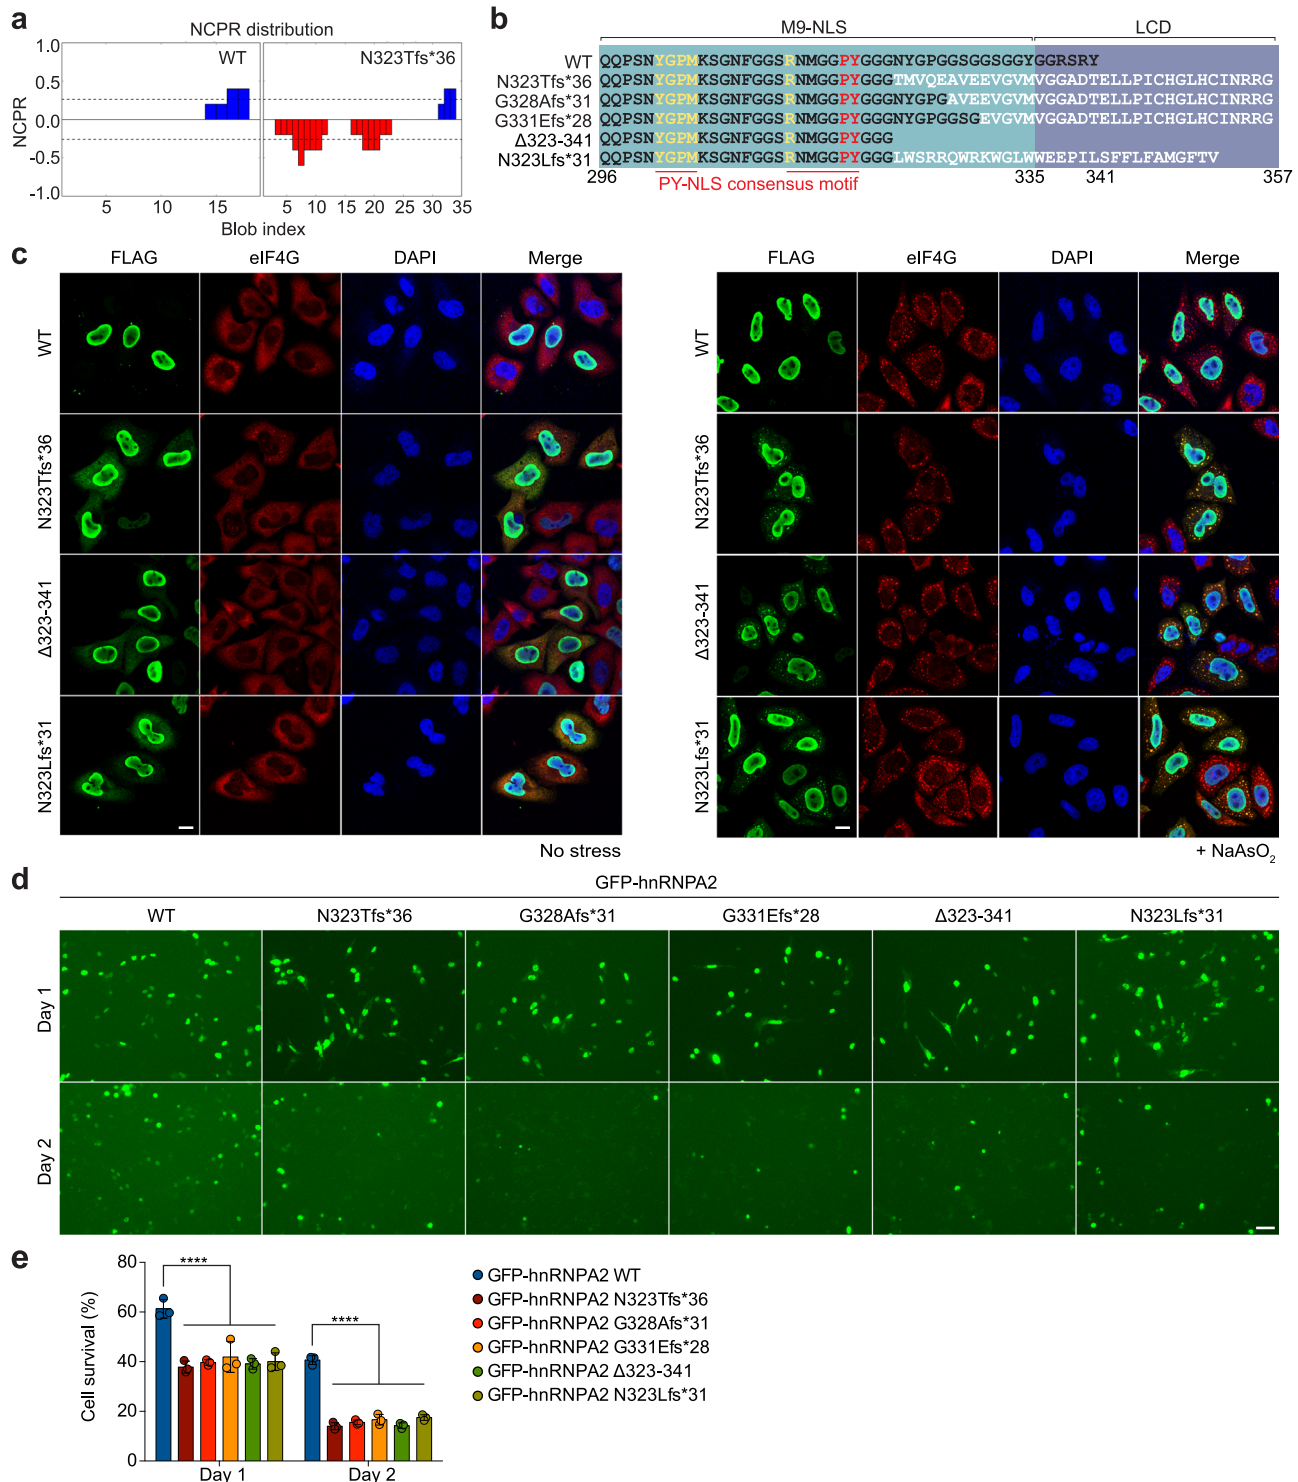 a
NCPR distribution
WT
N323Tfs*36
NCPR
1.0
0.5
0.0
-0.5
-1.0
5 10 15 20
5 10 15 20 25 30 35
Blob index
b
M9-NLS LCD
WT QQPSNYGPMKSGNFGGSRNMGGPYGGGNYGPGGSGGSGGYGGRSRY
N323Tfs*36 QQPSNYGPMKSGNFGGSRNMGGPYGGGTMVQEAVEEVGVMVGGADTELLPICHGLHCINRRG
G328Afs*31 QQPSNYGPMKSGNFGGSRNMGGPYGGGNYGPGAVEEVGVMVGGADTELLPICHGLHCINRRG
G331Efs*28 QQPSNYGPMKSGNFGGSRNMGGPYGGGNYGPGGSGEVGVMVGGADTELLPICHGLHCINRRG
Δ323-341 QQPSNYGPMKSGNFGGSRNMGGPYGGG
N323Lfs*31 QQPSNYGPMKSGNFGGSRNMGGPYGGGLWSRRQWRKWGLWWEEPILSFFLFAMGFTV
296 335 341 357
PY-NLS consensus motif
c
FLAG eIF4G DAPI Merge
WT
N323Tfs*36
Δ323-341
N323Lfs*31
No stress
FLAG eIF4G DAPI Merge
WT
N323Tfs*36
Δ323-341
N323Lfs*31
+ NaAsO₂
d
GFP-hnRNPA2
WT N323Tfs*36 G328Afs*31 G331Efs*28 Δ323-341 N323Lfs*31
Day 1
Day 2
e
Cell survival (%)
80
60
40
20
0
****
****
Day 1 Day 2
GFP-hnRNPA2 WT
GFP-hnRNPA2 N323Tfs*36
GFP-hnRNPA2 G328Afs*31
GFP-hnRNPA2 G331Efs*28
GFP-hnRNPA2 Δ323-341
GFP-hnRNPA2 N323Lfs*31